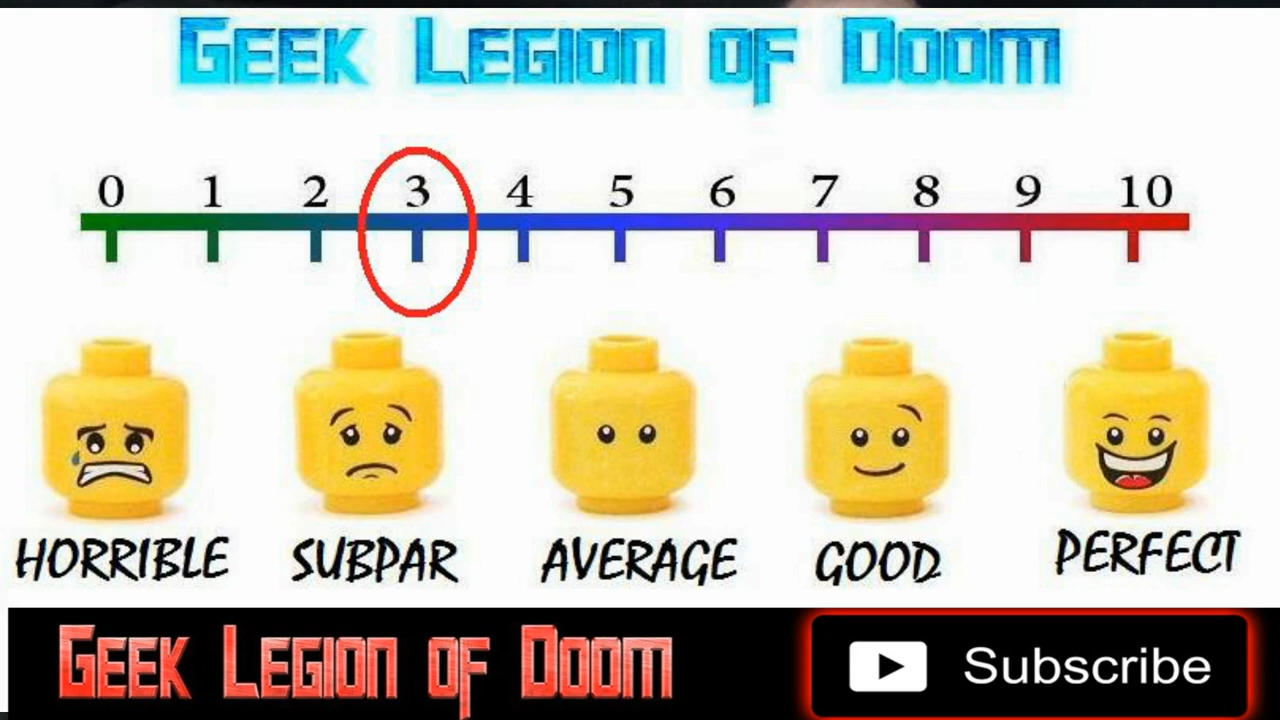 Geek Legion of Doom
0 1 2 3 4 5 6 7 8 9 10
HORRIBLE SUBPAR AVERAGE GOOD PERFECT
Geek Legion of Doom Subscribe